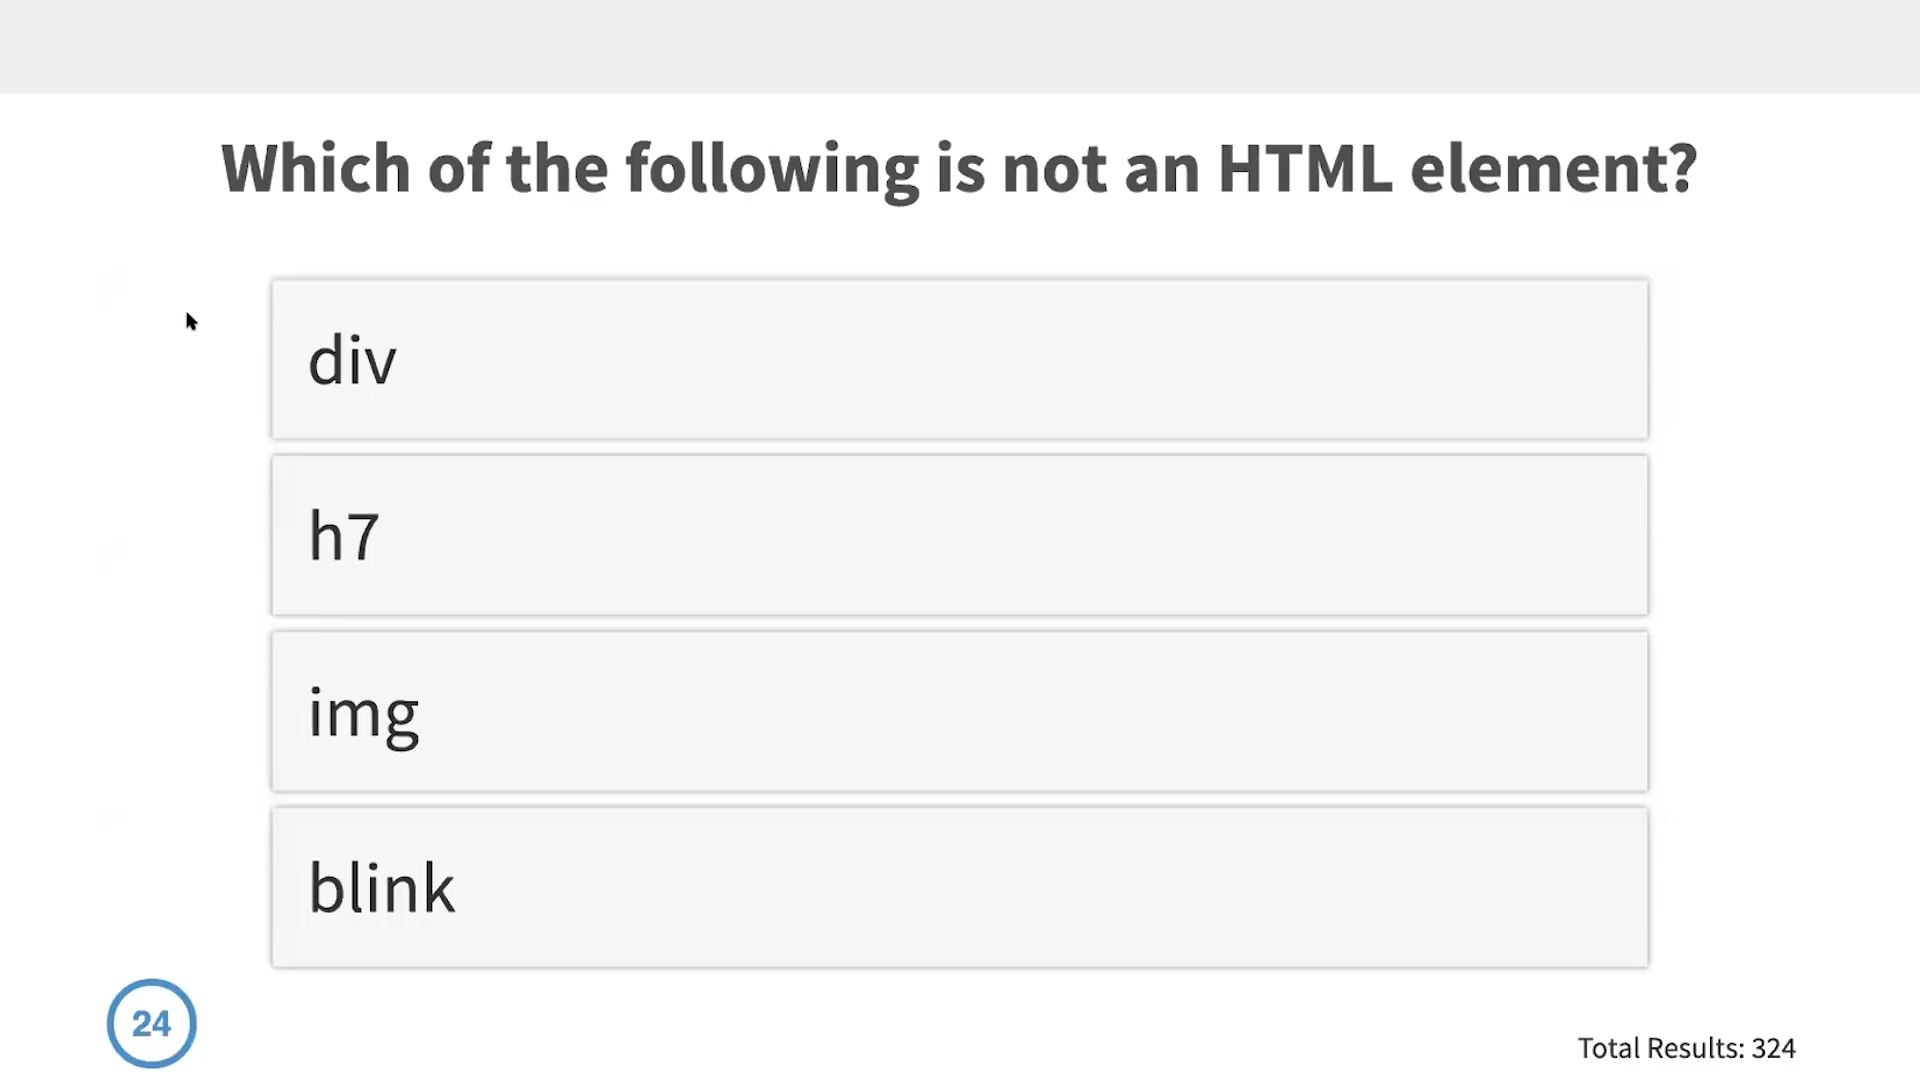 Which of the following is not an HTML element?
div
h7
img
blink
24
Total Results: 324